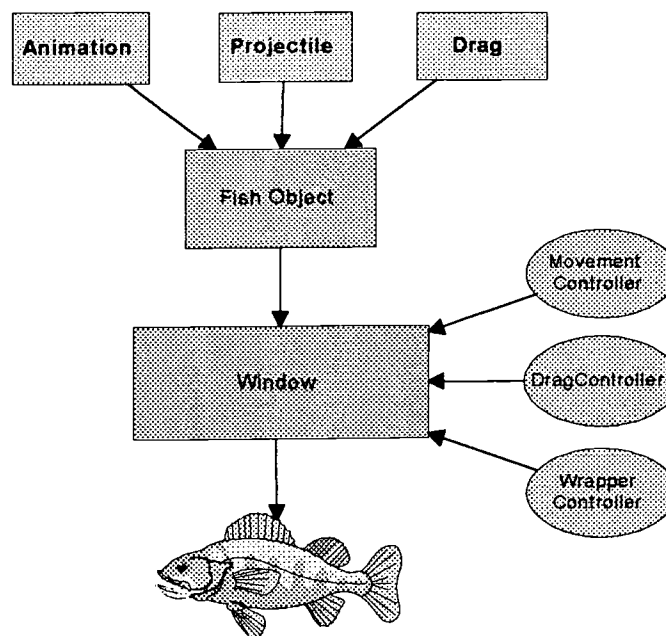 Animation
Projectile
Drag
Fish Object
Movement
Controller
Window
DragController
Wrapper
Controller